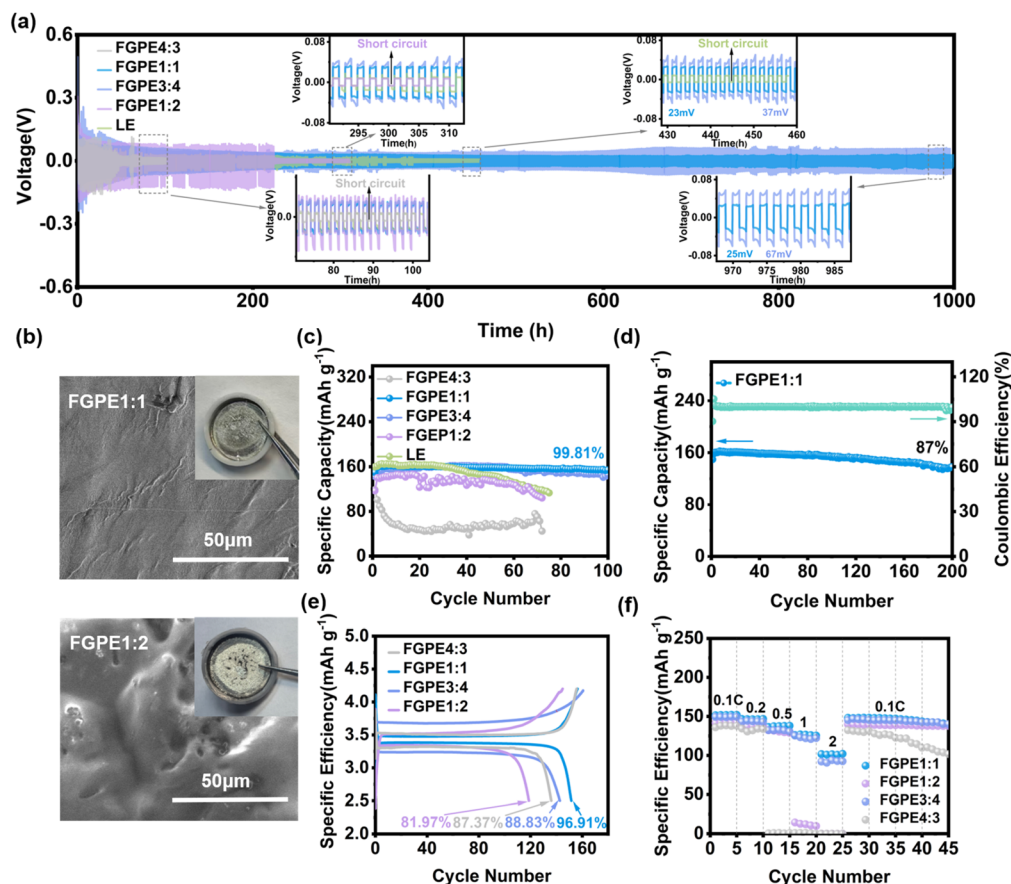 (a)
0.6
0.3
0.0
-0.3
-0.6
Voltage(V)
FGPE4:3
FGPE1:1
FGPE3:4
FGPE1:2
LE
0.08
0.00
-0.08
Voltage(V)
Short circuit
295 300 305 310
Time(h)
0.08
0.00
-0.08
Voltage(V)
Short circuit
23mV 37mV
430 440 445 450 460
Time(h)
0.0
Voltage(V)
Short circuit
80 90 100
Time(h)
0.08
0.00
-0.08
Voltage(V)
25mV 67mV
970 975 980 985
Time(h)
0 200 400 600 800 1000
Time (h)
(b)
FGPE1:1
50μm
FGPE1:2
50μm
(c)
Specific Capacity(mAh g⁻¹)
320
240
160
80
0
FGPE4:3
FGPE1:1
FGPE3:4
FGEP1:2
LE
99.81%
0 20 40 60 80 100
Cycle Number
(d)
Specific Capacity(mAh g⁻¹)
240
160
80
0
FGPE1:1
87%
120
90
60
30
0
Coulombic Efficiency(%)
0 40 80 120 160 200
Cycle Number
(e)
Specific Efficiency(mAh g⁻¹)
5.0
4.5
4.0
3.5
3.0
2.5
2.0
FGPE4:3
FGPE1:1
FGPE3:4
FGPE1:2
81.97% 87.37% 88.83% 96.91%
0 40 80 120 160
Cycle Number
(f)
Specific Efficiency(mAh g⁻¹)
250
200
150
100
50
0
0.1C 0.2 0.5 1 2 0.1C
FGPE1:1
FGPE1:2
FGPE3:4
FGPE4:3
0 5 10 15 20 25 30 35 40 45
Cycle Number